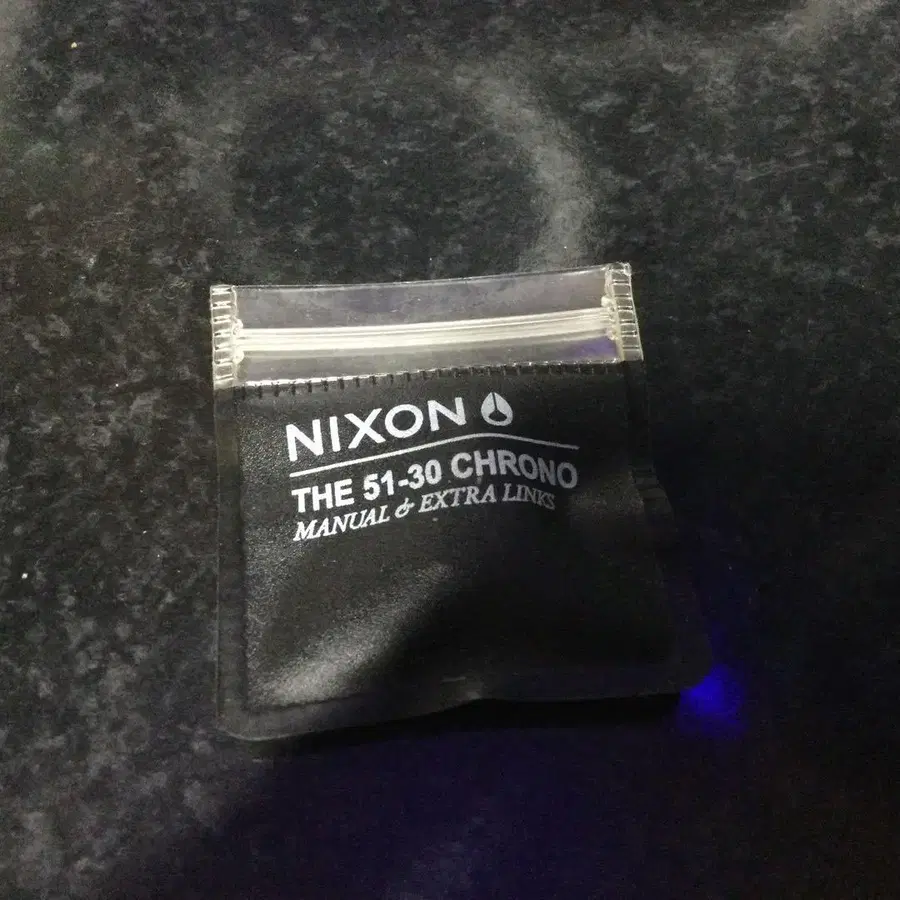 NIXON
THE 51-30 CHRONO
MANUAL & EXTRA LINKS